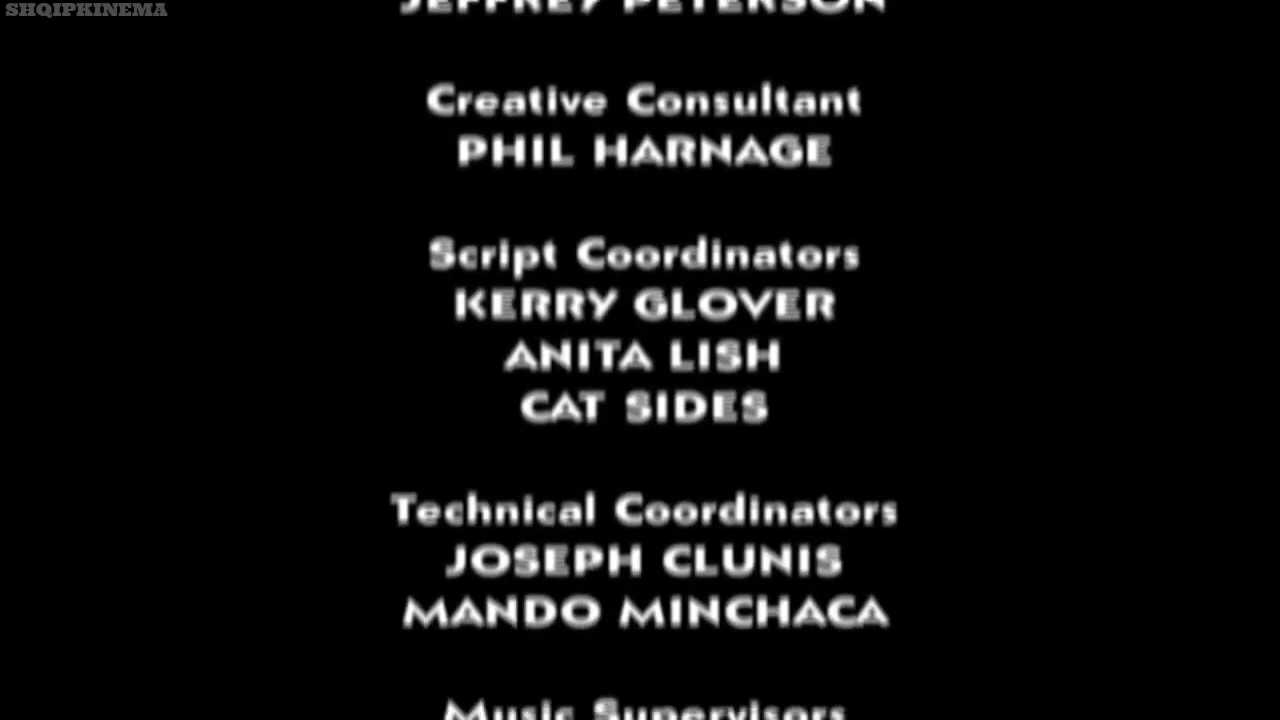 SHQIPKINEMA
JEFFREY PETERSON
Creative Consultant
PHIL HARNAGE
Script Coordinators
KERRY GLOVER
ANITA LISH
CAT SIDES
Technical Coordinators
JOSEPH CLUNIS
MANDO MINCHACA
Music Supervisors